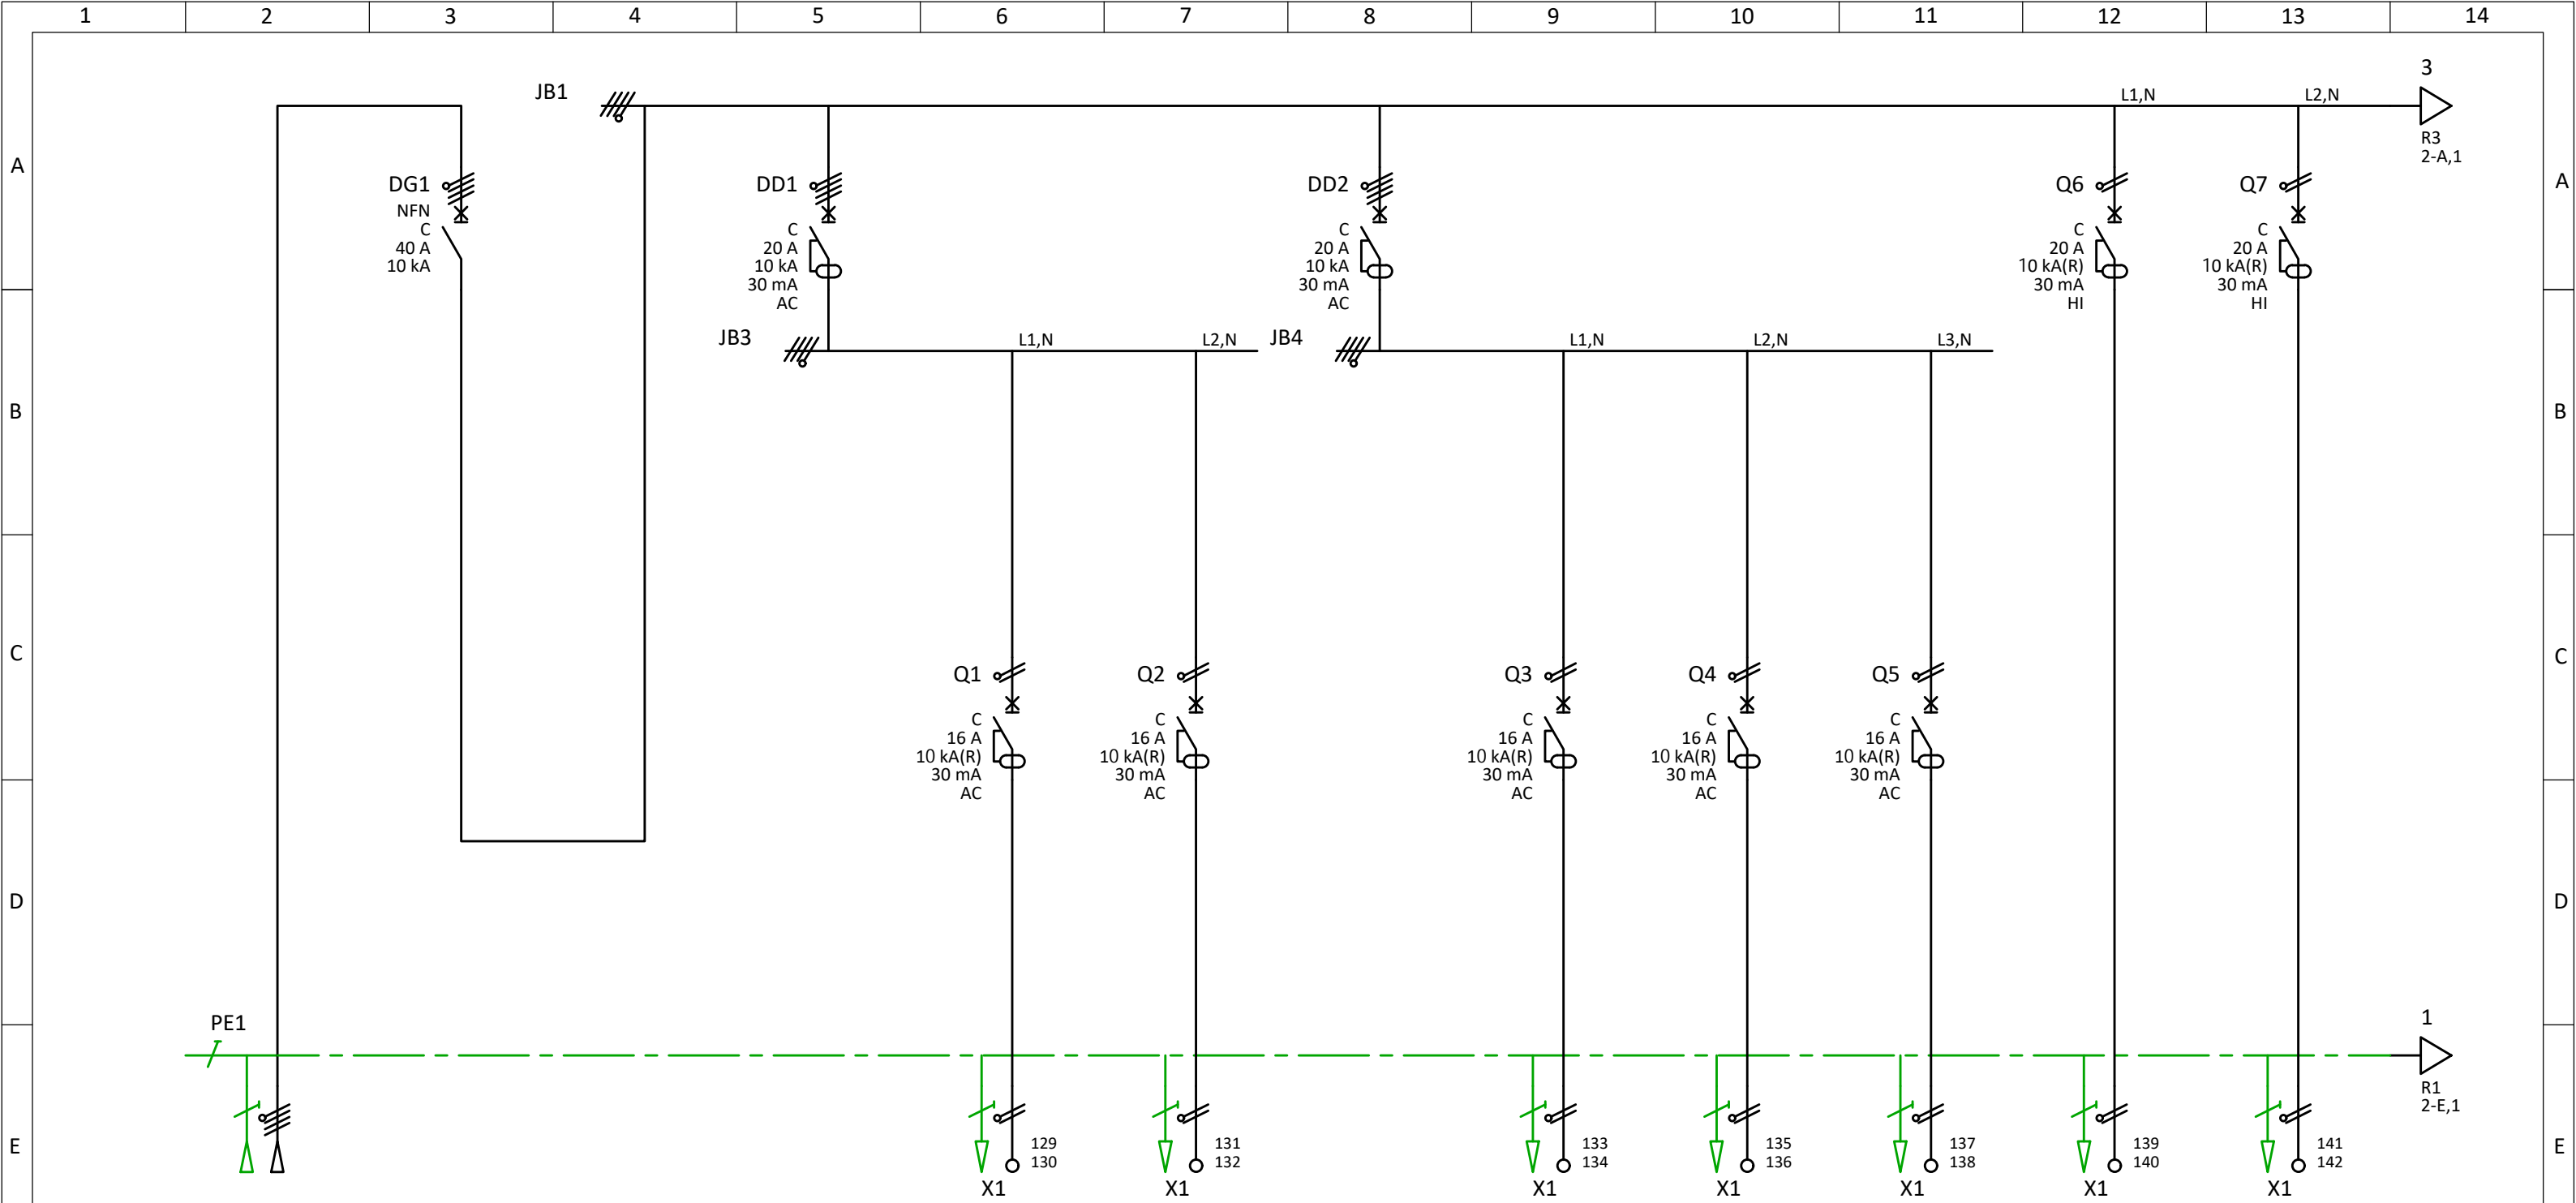 1 2 3 4 5 6 7 8 9 10 11 12 13 14
3
JB1
L1,N L2,N
R3
2-A,1
A A
DG1
NFN
C
40 A
10 kA
DD1
C
20 A
10 kA
30 mA
AC
DD2
C
20 A
10 kA
30 mA
AC
Q6
C
20 A
10 kA(R)
30 mA
HI
Q7
C
20 A
10 kA(R)
30 mA
HI
JB3
L1,N L2,N
JB4
L1,N L2,N L3,N
B B
C C
Q1
C
16 A
10 kA(R)
30 mA
AC
Q2
C
16 A
10 kA(R)
30 mA
AC
Q3
C
16 A
10 kA(R)
30 mA
AC
Q4
C
16 A
10 kA(R)
30 mA
AC
Q5
C
16 A
10 kA(R)
30 mA
AC
D D
PE1
1
R1
2-E,1
E E
129
130
X1
131
132
X1
133
134
X1
135
136
X1
137
138
X1
139
140
X1
141
142
X1